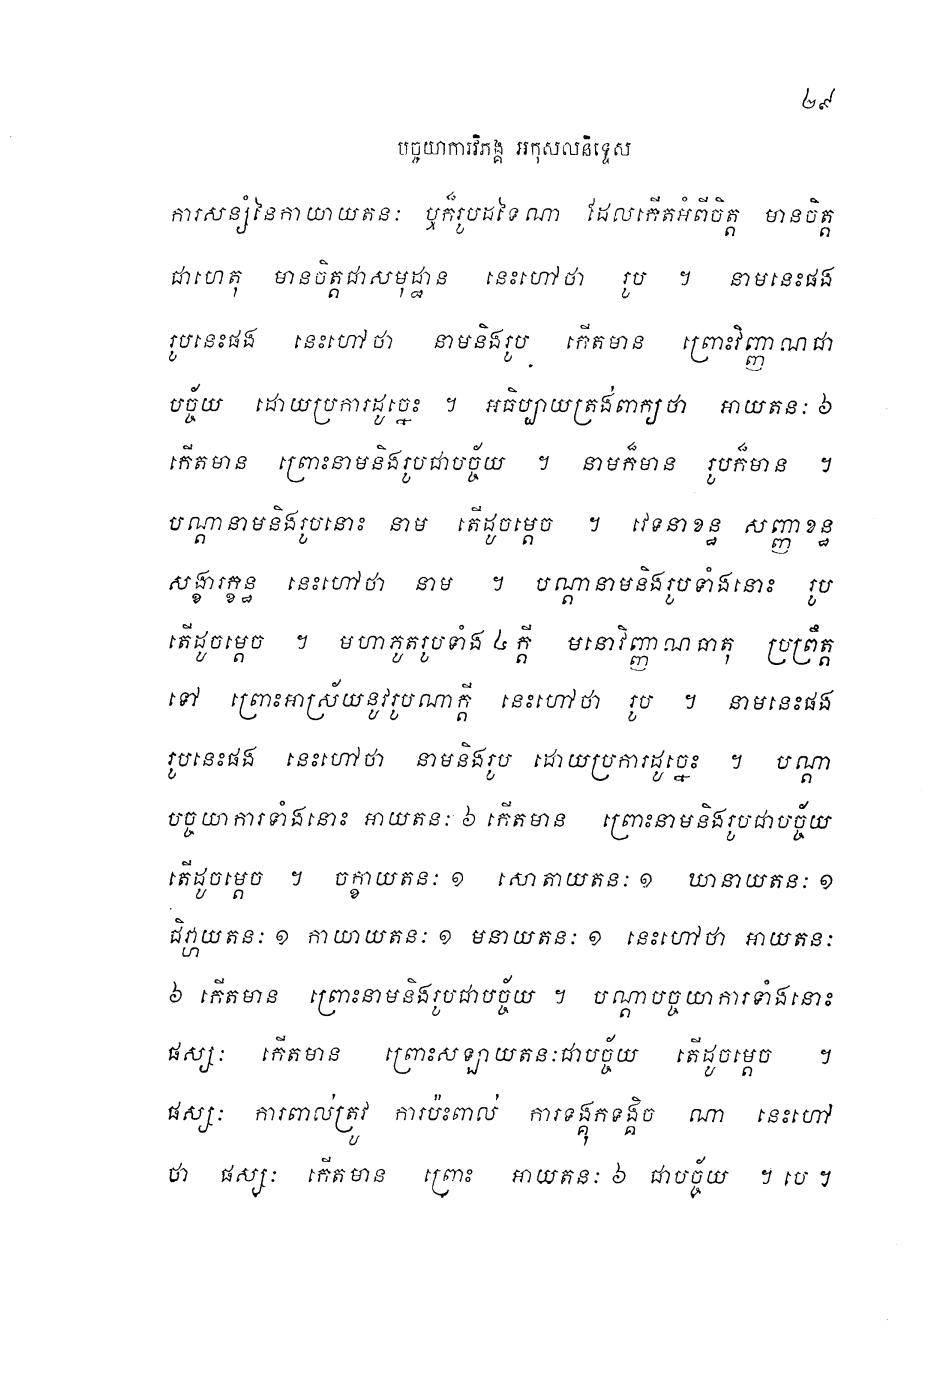 ២៩
បច្ចយាការវិភង្គ អកុសលនិទ្ទេស
ការសន្សំនៃកាយាយតនៈ ឬក៏រូបដទៃណា ដែលកើតអំពីចិត្ត មានចិត្ត
ជាហេតុ មានចិត្តជាសមុដ្ឋាន នេះហៅថា រូប ។ នាមនេះផង
រូបនេះផង នេះហៅថា នាមនិងរូប កើតមាន ព្រោះវិញ្ញាណជា
បច្ច័យ ដោយប្រការដូច្នេះ ។ អធិប្បាយត្រង់ពាក្យថា អាយតនៈ ៦
កើតមាន ព្រោះនាមនិងរូបជាបច្ច័យ ។ នាមក៏មាន រូបក៏មាន ។
បណ្តានាមនិងរូបនោះ នាម តើដូចម្តេច ។ វេទនាខន្ធ សញ្ញាខន្ធ
សង្ខារក្ខន្ធ នេះហៅថា នាម ។ បណ្តានាមនិងរូបទាំងនោះ រូប
តើដូចម្តេច ។ មហាភូតរូបទាំង ៤ ក្តី មនោវិញ្ញាណធាតុ ប្រព្រឹត្ត
ទៅ ព្រោះអាស្រ័យនូវរូបណាក្តី នេះហៅថា រូប ។ នាមនេះផង
រូបនេះផង នេះហៅថា នាមនិងរូប ដោយប្រការដូច្នេះ ។ បណ្តា
បច្ចយាការទាំងនោះ អាយតនៈ ៦ កើតមាន ព្រោះនាមនិងរូបជាបច្ច័យ
តើដូចម្តេច ។ ចក្ខាយតនៈ ១ សោតាយតនៈ ១ ឃានាយតនៈ ១
ជិវ្ហាយតនៈ ១ កាយាយតនៈ ១ មនាយតនៈ ១ នេះហៅថា អាយតនៈ
៦ កើតមាន ព្រោះនាមនិងរូបជាបច្ច័យ ។ បណ្តាបច្ចយាការទាំងនោះ
ផស្សៈ កើតមាន ព្រោះសឡាយតនៈជាបច្ច័យ តើដូចម្តេច ។
ផស្សៈ ការពាល់ត្រូវ ការប៉ះពាល់ ការទង្គុកទង្គិច ណា នេះហៅ
ថា ផស្សៈ កើតមាន ព្រោះ អាយតនៈ ៦ ជាបច្ច័យ ។ បេ ។